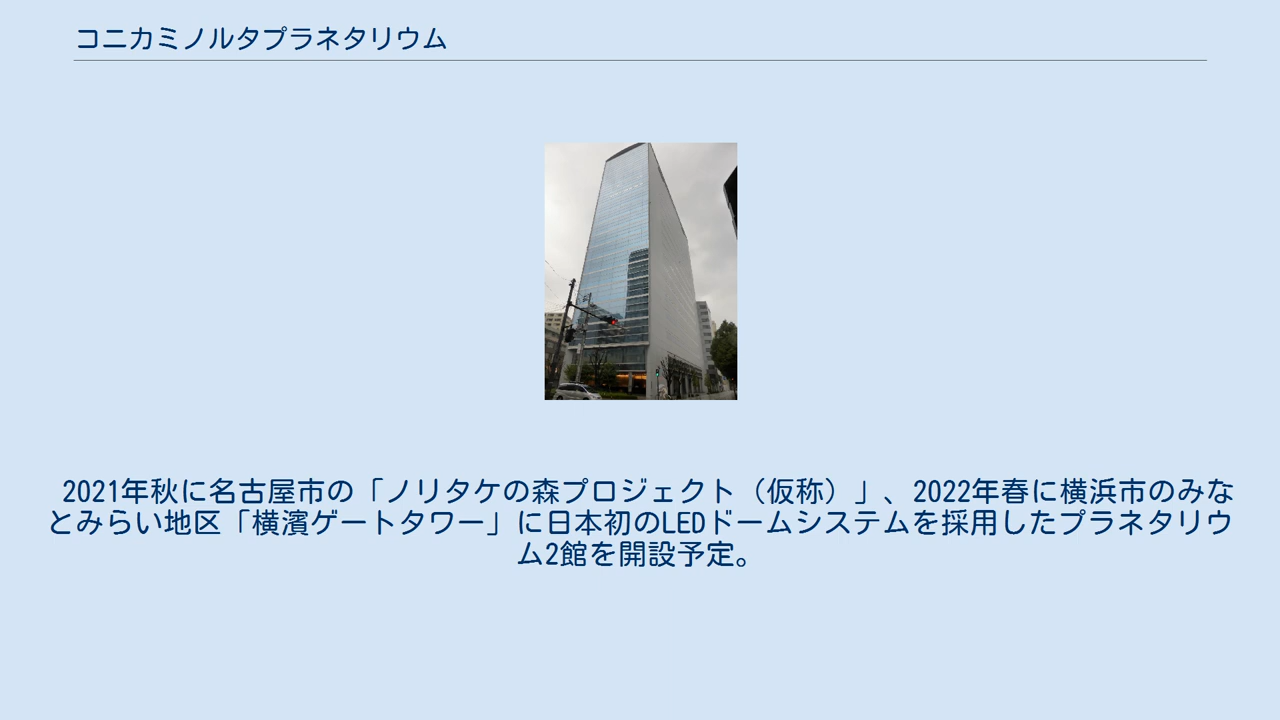 コニカミノルタプラネタリウム
2021年秋に名古屋市の「ノリタケの森プロジェクト（仮称）」、2022年春に横浜市のみな
とみらい地区「横濱ゲートタワー」に日本初のLEDドームシステムを採用したプラネタリウ
ム2館を開設予定。